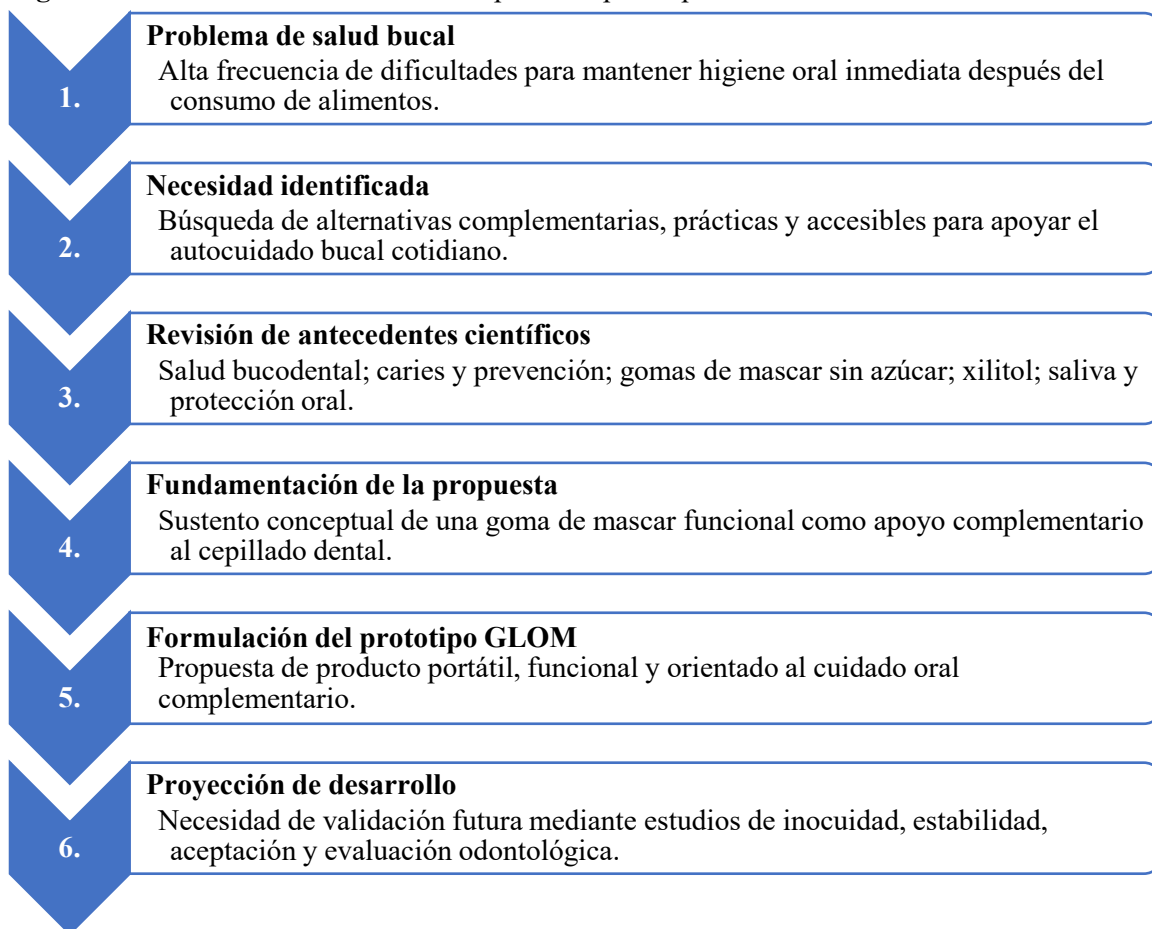 Problema de salud bucal
Alta frecuencia de dificultades para mantener higiene oral inmediata después del
1.
consumo de alimentos.
Necesidad identificada
Búsqueda de alternativas complementarias, prácticas y accesibles para apoyar el
2.
autocuidado bucal cotidiano.
Revisión de antecedentes científicos
Salud bucodental; caries y prevención; gomas de mascar sin azúcar; xilitol; saliva y
3.
protección oral.
Fundamentación de la propuesta
Sustento conceptual de una goma de mascar funcional como apoyo complementario
4.
al cepillado dental.
Formulación del prototipo GLOM
Propuesta de producto portátil, funcional y orientado al cuidado oral
5.
complementario.
Proyección de desarrollo
Necesidad de validación futura mediante estudios de inocuidad, estabilidad,
6.
aceptación y evaluación odontológica.